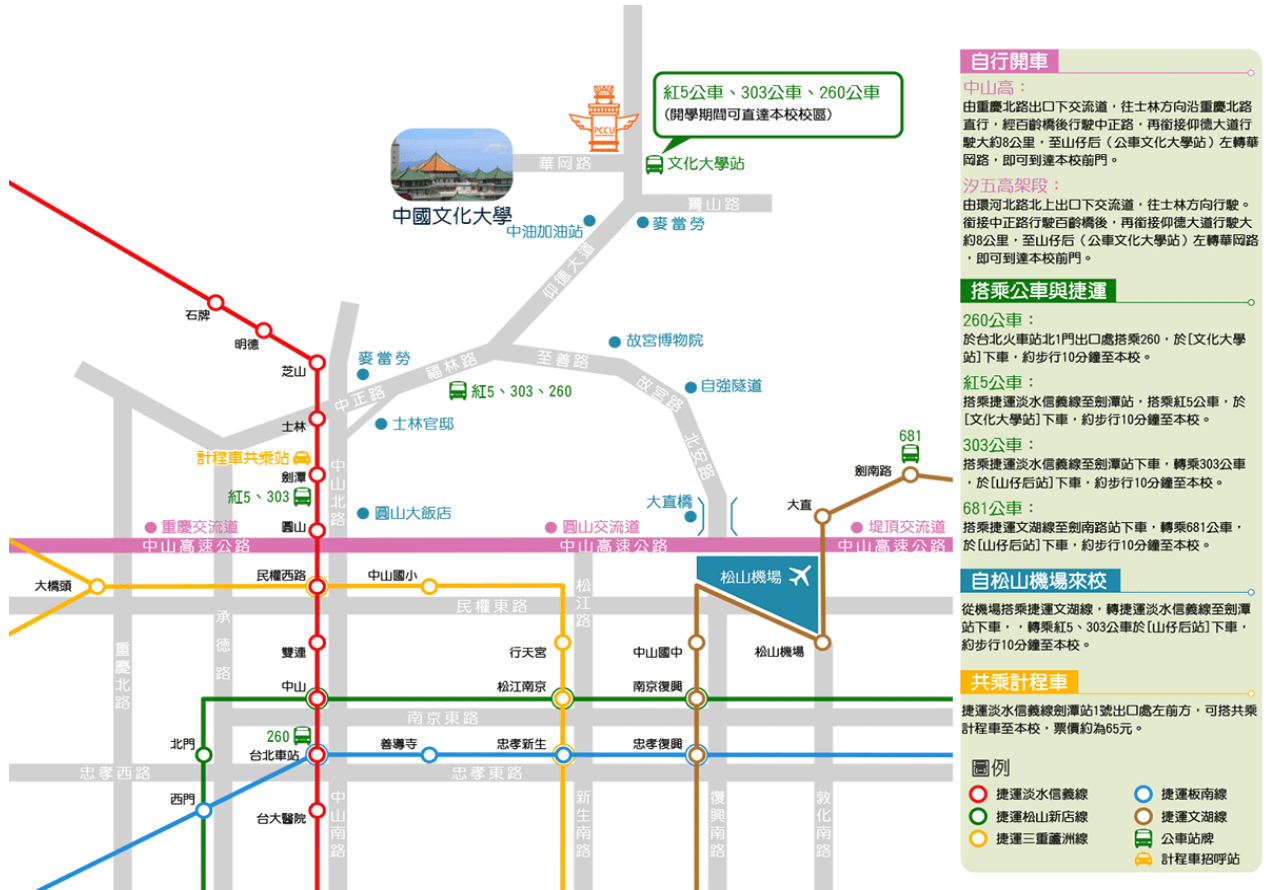 紅5公車、303公車、260公車
(開學期間可直達本校校區)
PCCU
華岡路
文化大學站
中國文化大學
菁山路
中油加油站
麥當勞
仰德大道
石牌
明德
芝山
麥當勞
福林路
至善路
故宮博物院
中正路
紅5、303、260
故宮路
自強隧道
士林
士林官邸
北安路
計程車共乘站
劍潭
中山北路
681
劍南路
紅5、303
大直橋
大直
圓山
圓山大飯店
重慶交流道
圓山交流道
堤頂交流道
中山高速公路
中山高速公路
中山高速公路
大橋頭
民權西路
中山國小
松江路
松山機場
民權東路
承德路
重慶北路
雙連
行天宮
中山國中
松山機場
中山
松江南京
南京復興
南京東路
北門
260
台北車站
善導寺
忠孝新生
忠孝復興
忠孝西路
忠孝東路
西門
台大醫院
中山南路
新生南路
復興南路
敦化南路
自行開車
中山高：
由重慶北路出口下交流道，往士林方向沿重慶北路
直行，經百齡橋後行駛中正路，再銜接仰德大道行
駛大約8公里，至山仔后（公車文化大學站）左轉華
岡路，即可到達本校前門。
汐五高架段：
由環河北路北上出口下交流道，往士林方向行駛。
銜接中正路行駛百齡橋後，再銜接仰德大道行駛大
約8公里，至山仔后（公車文化大學站）左轉華岡路
，即可到達本校前門。
搭乘公車與捷運
260公車：
於台北火車站北1門出口處搭乘260，於[文化大學
站]下車，約步行10分鐘至本校。
紅5公車：
搭乘捷運淡水信義線至劍潭站，搭乘紅5公車，於
[文化大學站]下車，約步行10分鐘至本校。
303公車：
搭乘捷運淡水信義線至劍潭站下車，轉乘303公車
，於[山仔后站]下車，約步行10分鐘至本校。
681公車：
搭乘捷運文湖線至劍南路站下車，轉乘681公車，
於[山仔后站]下車，約步行10分鐘至本校。
自松山機場來校
從機場搭乘捷運文湖線，轉捷運淡水信義線至劍潭
站下車，，轉乘紅5、303公車於[山仔后站]下車，
約步行10分鐘至本校。
共乘計程車
捷運淡水信義線劍潭站1號出口處左前方，可搭共乘
計程車至本校，票價約為65元。
圖例
捷運淡水信義線
捷運板南線
捷運松山新店線
捷運文湖線
捷運三重蘆洲線
公車站牌
計程車招呼站